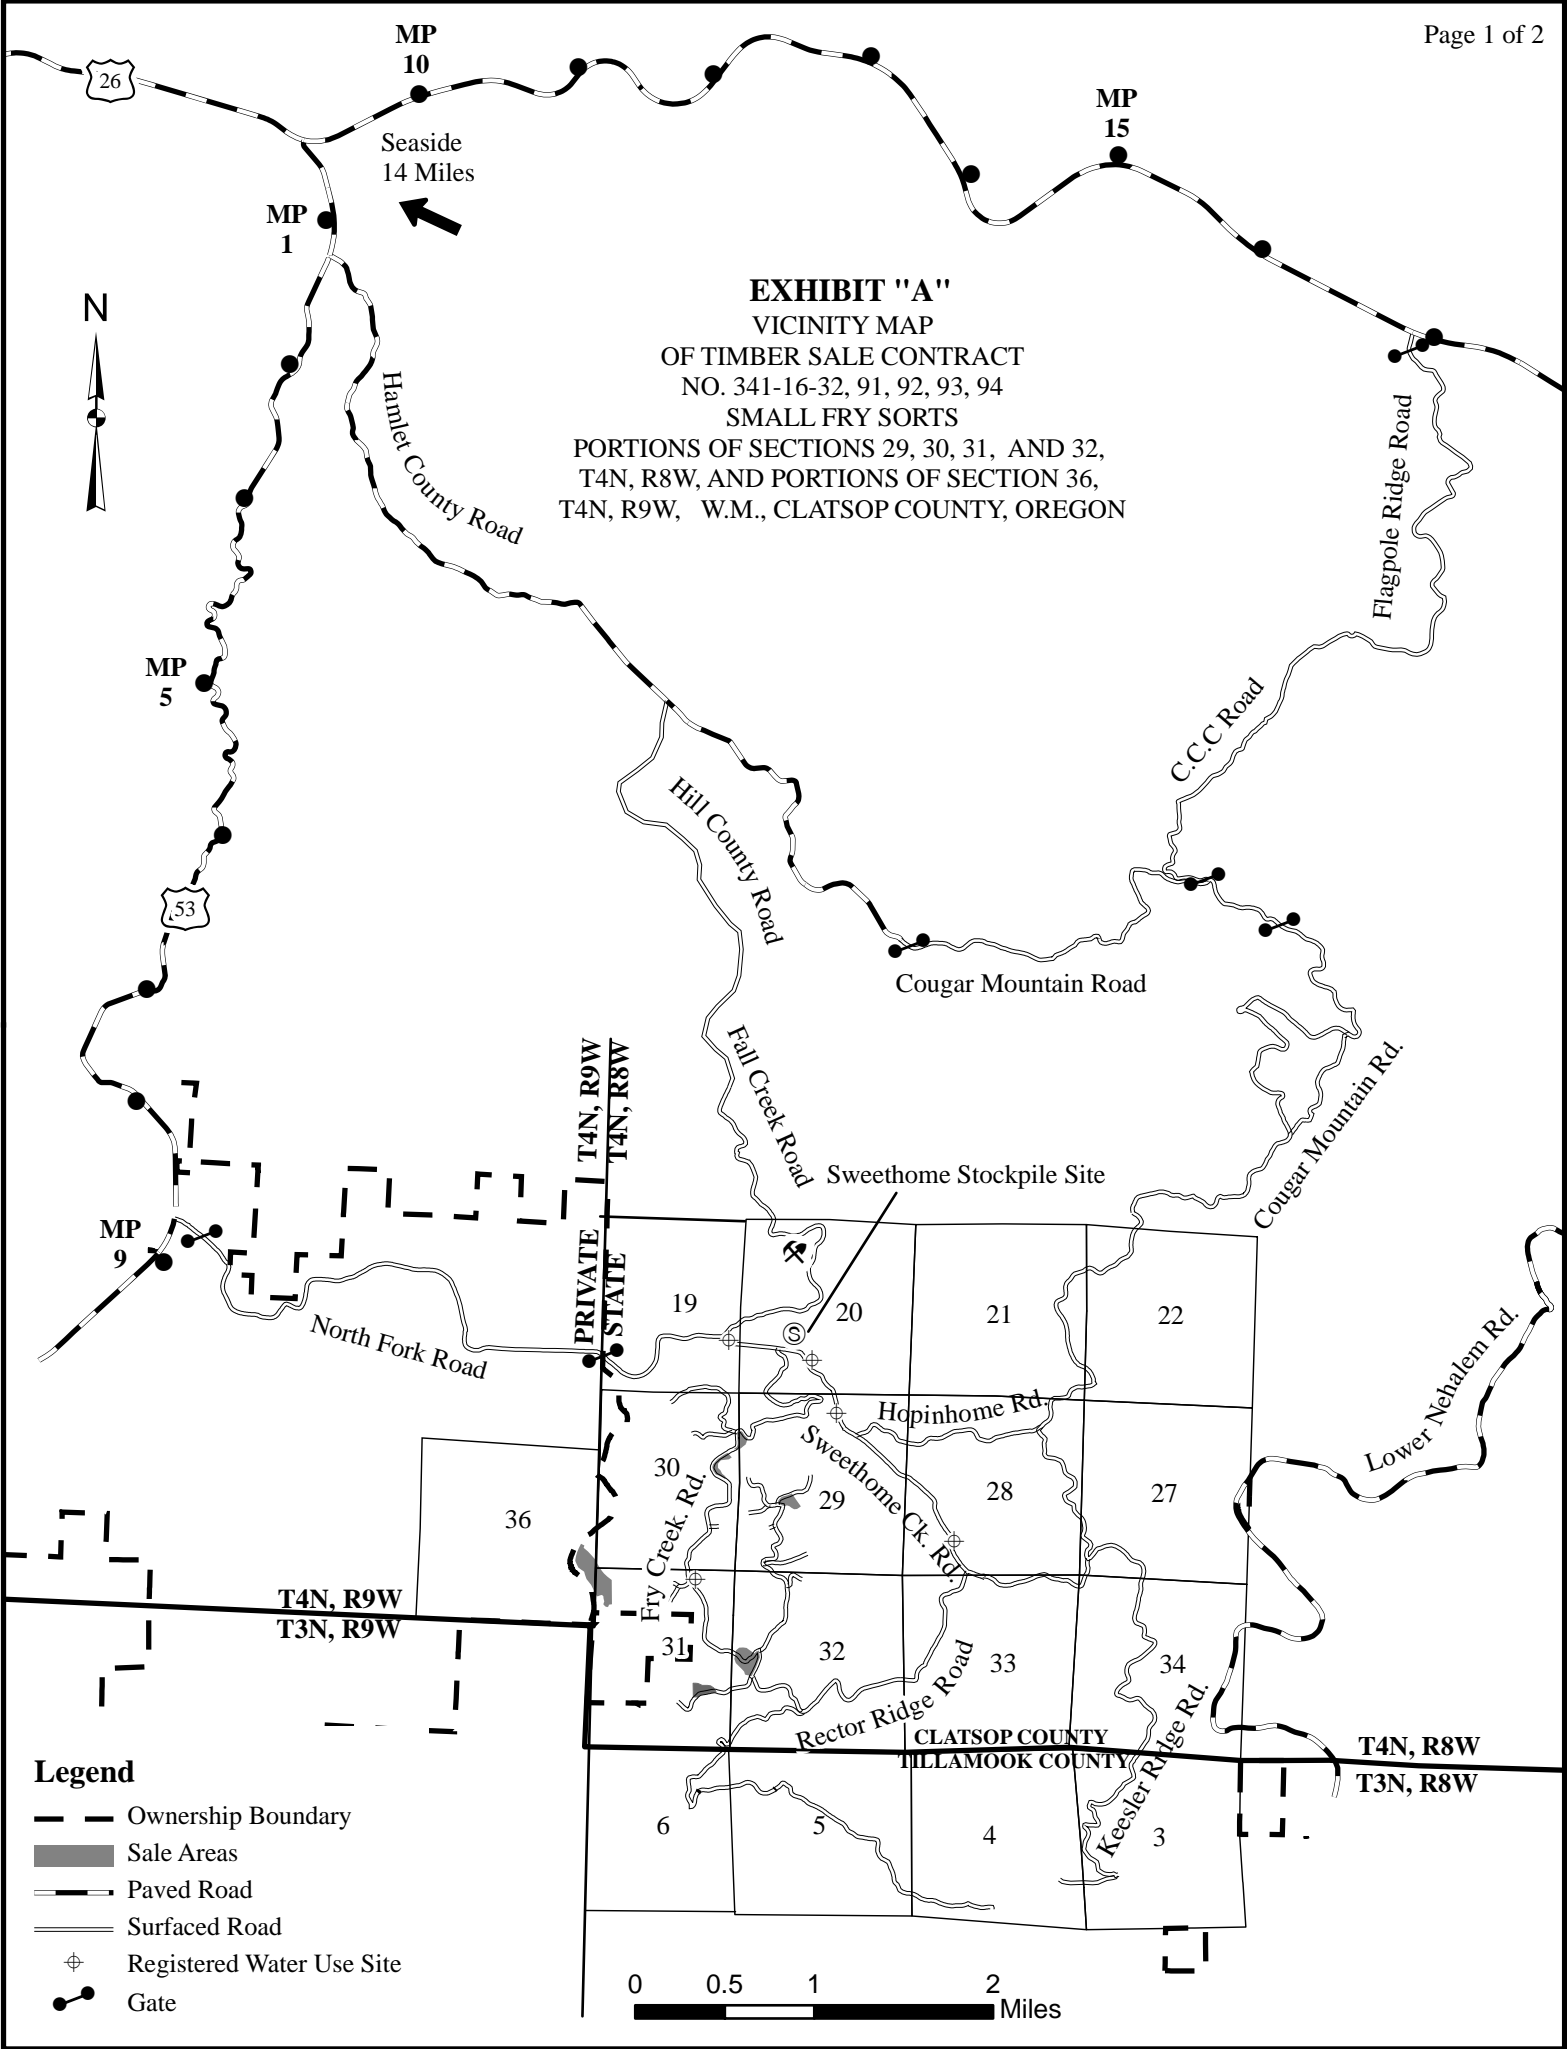 Page 1 of 2
MP
10
26
MP
15
Seaside
14 Miles
MP
1
N
EXHIBIT "A"
VICINITY MAP
OF TIMBER SALE CONTRACT
NO. 341-16-32, 91, 92, 93, 94
SMALL FRY SORTS
PORTIONS OF SECTIONS 29, 30, 31, AND 32,
T4N, R8W, AND PORTIONS OF SECTION 36,
T4N, R9W, W.M., CLATSOP COUNTY, OREGON
Hamlet County Road
Flagpole Ridge Road
MP
5
C.C.C Road
Hill County Road
53
Cougar Mountain Road
Fall Creek Road
T4N, R9W
T4N, R8W
Cougar Mountain Rd.
Sweethome Stockpile Site
MP
9
PRIVATE
STATE
19
20
21
22
S
North Fork Road
Lower Nehalem Rd.
Hopinhome Rd.
Sweethome Ck. Rd.
30
29
28
27
36
Fry Creek. Rd.
T4N, R9W
T3N, R9W
31
32
33
34
Rector Ridge Road
Keesler Ridge Rd.
CLATSOP COUNTY
TILLAMOOK COUNTY
T4N, R8W
T3N, R8W
6
5
4
3
Legend
Ownership Boundary
Sale Areas
Paved Road
Surfaced Road
Registered Water Use Site
Gate
0 0.5 1 2
Miles